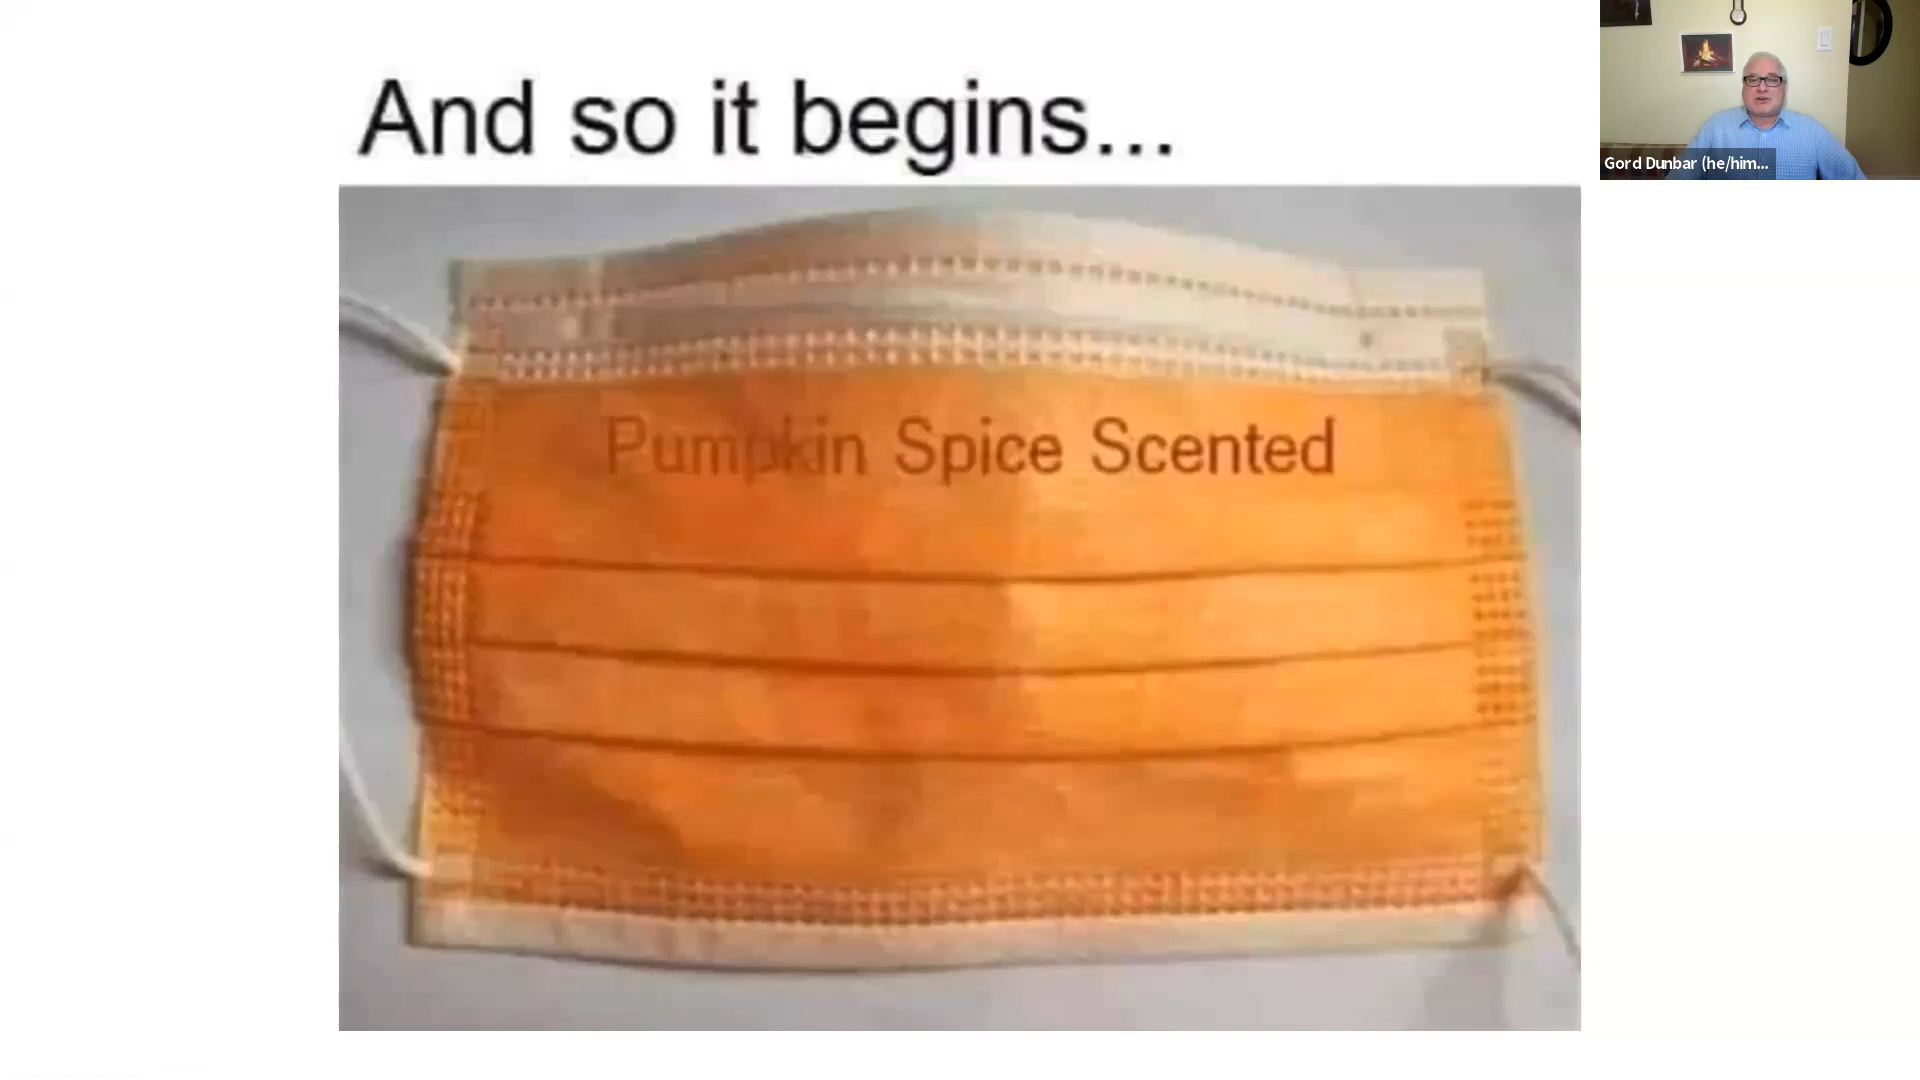 And so it begins...
Pumpkin Spice Scented
Gord Dunbar (he/him...